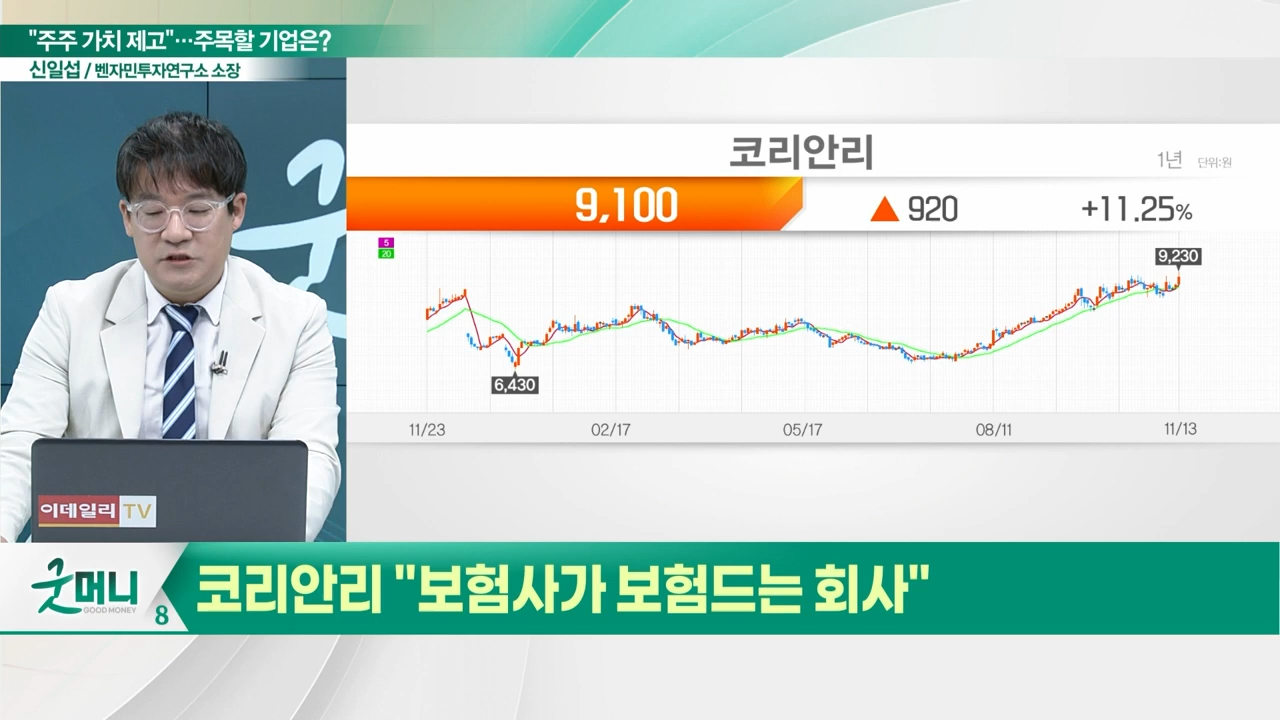 "주주 가치 제고"…주목할 기업은?
신일섭 / 벤자민투자연구소 소장
코리안리
1년 단위:원
9,100 ▲ 920 +11.25%
5
20
9,230
6,430
11/23 02/17 05/17 08/11 11/13
이데일리 TV
굿머니
GOOD MONEY
8
코리안리 "보험사가 보험드는 회사"